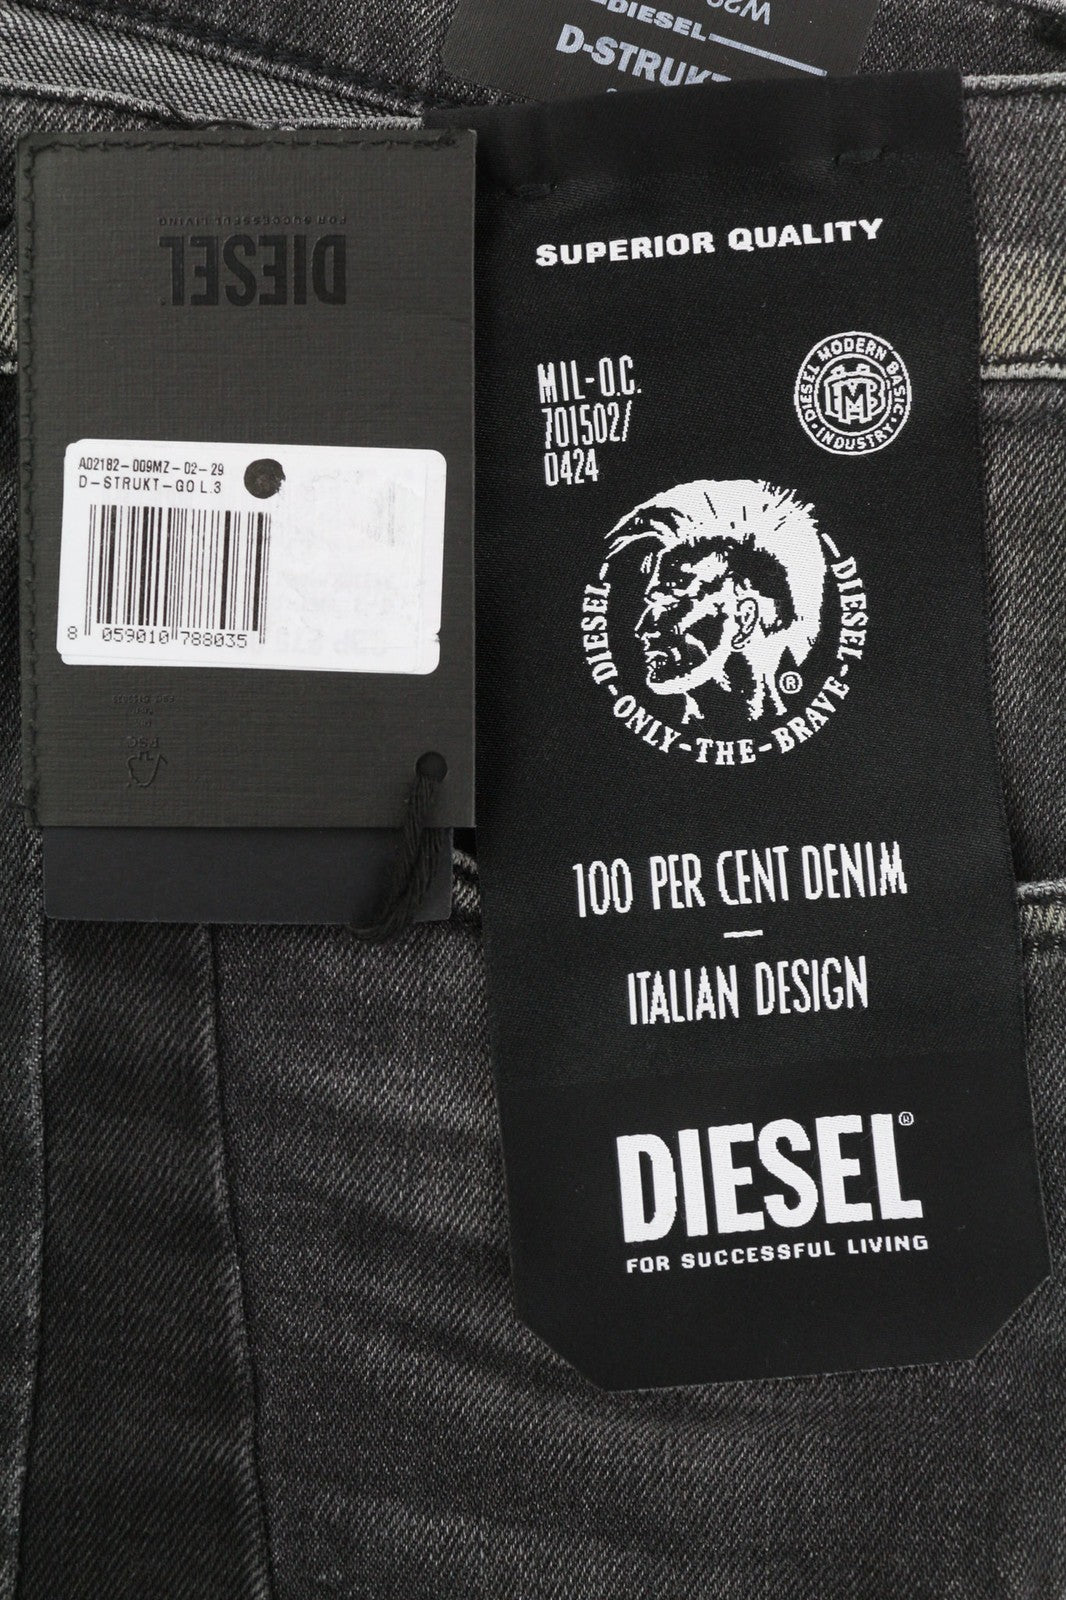 W29
DIESEL
D-STRUKT
DIESEL
FOR SUCCESSFUL LIVING
A02182-009MZ-02-29
D-STRUKT-GO L.3
8 059010 788035
FSC
SUPERIOR QUALITY
MIL-O.C.
701502/
0424
DIESEL MODERN BASIC
INDUSTRY
DIESEL-ONLY-THE-BRAVE-DIESEL
®
100 PER CENT DENIM
—
ITALIAN DESIGN
DIESEL®
FOR SUCCESSFUL LIVING